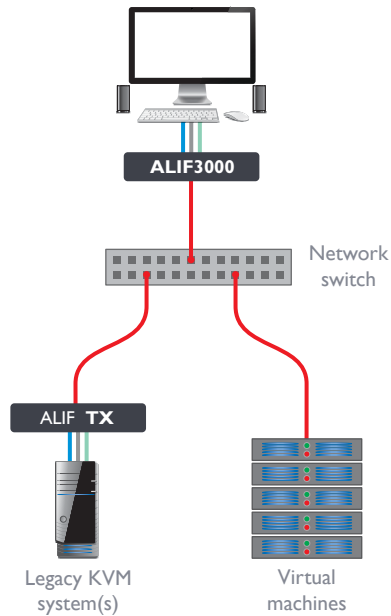 ALIF3000
Network
switch
ALIF TX
Legacy KVM
system(s)
Virtual
machines